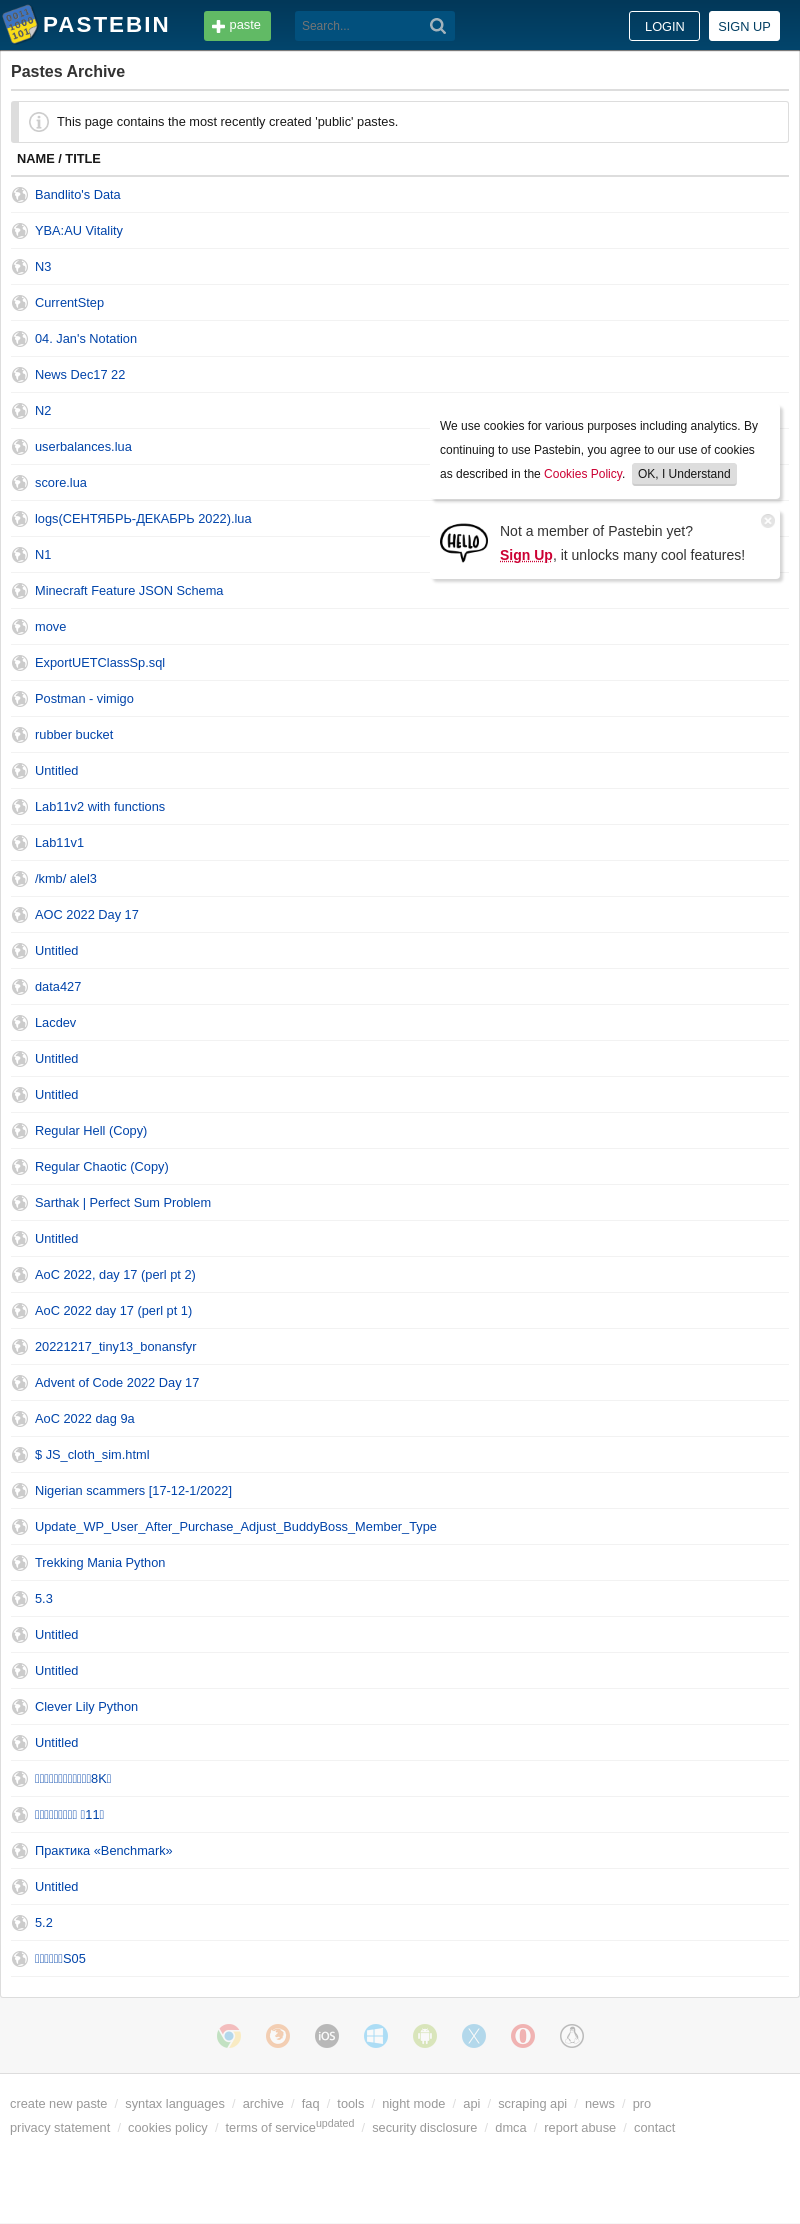 PASTEBIN
paste
Search...
LOGIN
SIGN UP
Pastes Archive
This page contains the most recently created 'public' pastes.
NAME / TITLE
Bandlito's Data
YBA:AU Vitality
N3
CurrentStep
04. Jan's Notation
News Dec17 22
N2
We use cookies for various purposes including analytics. By
continuing to use Pastebin, you agree to our use of cookies
as described in the Cookies Policy. OK, I Understand
userbalances.lua
score.lua
logs(СЕНТЯБРЬ-ДЕКАБРЬ 2022).lua
HELLO
Not a member of Pastebin yet?
Sign Up, it unlocks many cool features!
N1
Minecraft Feature JSON Schema
move
ExportUETClassSp.sql
Postman - vimigo
rubber bucket
Untitled
Lab11v2 with functions
Lab11v1
/kmb/ alel3
AOC 2022 Day 17
Untitled
data427
Lacdev
Untitled
Untitled
Regular Hell (Copy)
Regular Chaotic (Copy)
Sarthak | Perfect Sum Problem
Untitled
AoC 2022, day 17 (perl pt 2)
AoC 2022 day 17 (perl pt 1)
20221217_tiny13_bonansfyr
Advent of Code 2022 Day 17
AoC 2022 dag 9a
$ JS_cloth_sim.html
Nigerian scammers [17-12-1/2022]
Update_WP_User_After_Purchase_Adjust_BuddyBoss_Member_Type
Trekking Mania Python
5.3
Untitled
Untitled
Clever Lily Python
Untitled
8K
11
Практика «Benchmark»
Untitled
5.2
S05
iOS
create new paste / syntax languages / archive / faq / tools / night mode / api / scraping api / news / pro
privacy statement / cookies policy / terms of serviceupdated / security disclosure / dmca / report abuse / contact